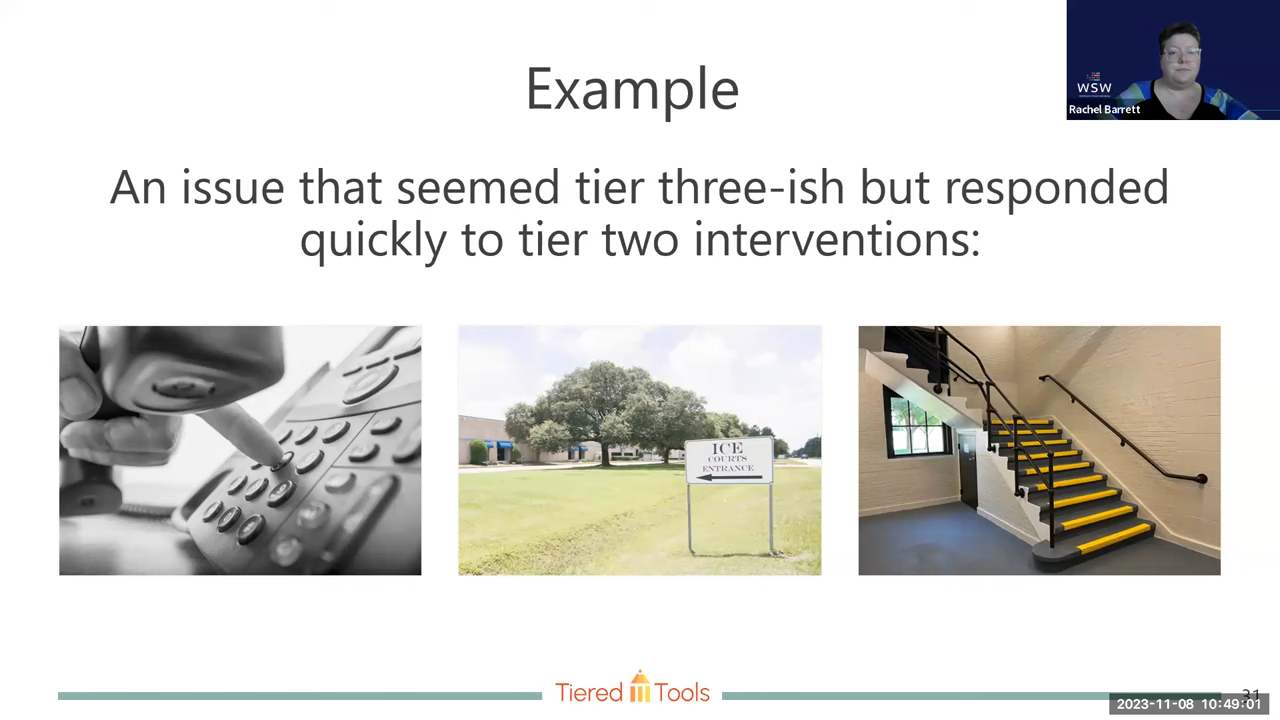 Example
WSW
Rachel Barrett
An issue that seemed tier three-ish but responded
quickly to tier two interventions:
ICE
COURTS
ENTRANCE
Tiered Tools
31
2023-11-08 10:49:01